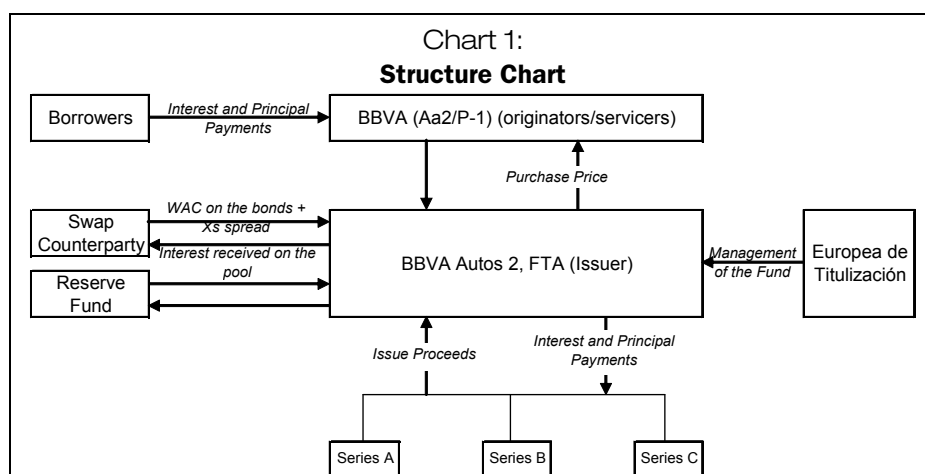 Chart 1:
Structure Chart
Borrowers
Interest and Principal
Payments
BBVA (Aa2/P-1) (originators/servicers)
Purchase Price
Swap
Counterparty
WAC on the bonds +
Xs spread
Interest received on the
pool
Reserve
Fund
BBVA Autos 2, FTA (Issuer)
Management
of the Fund
Europea de
Titulización
Issue Proceeds
Interest and Principal
Payments
Series A
Series B
Series C